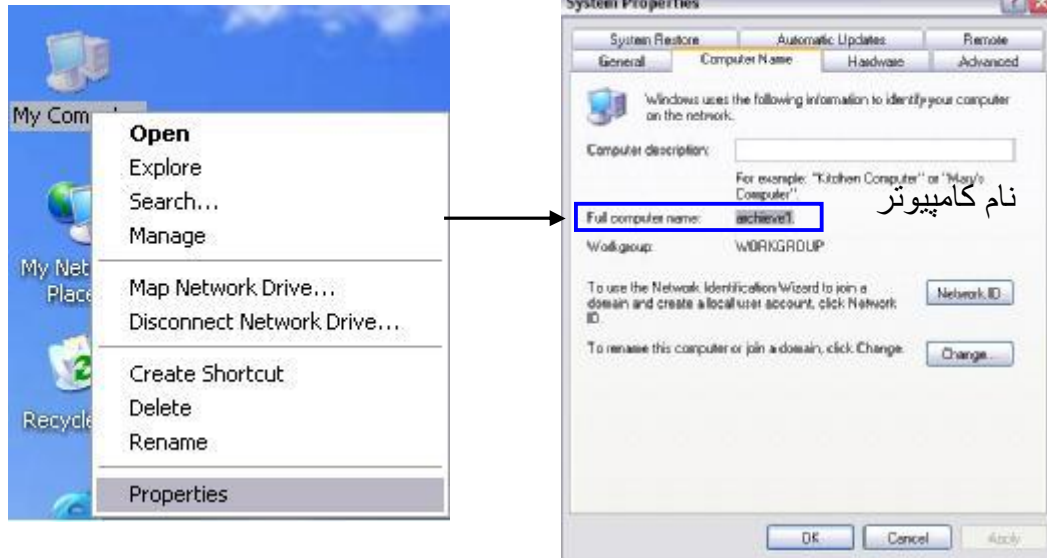 My Com
Open
Explore
Search...
Manage
Map Network Drive...
Disconnect Network Drive...
Create Shortcut
Delete
Rename
Properties
My Net
Place
Recycle
System Properties
System Restore
Automatic Updates
Remote
General
Computer Name
Hardware
Advanced
Windows uses the following information to identify your computer
on the network.
Computer description:
For example: "Kitchen Computer" or "Mary's
Computer".
نام کامپیوتر
Full computer name:
archieve1.
Workgroup:
WORKGROUP
To use the Network Identification Wizard to join a
domain and create a local user account, click Network
ID.
Network ID
To rename this computer or join a domain, click Change.
Change...
OK
Cancel
Apply